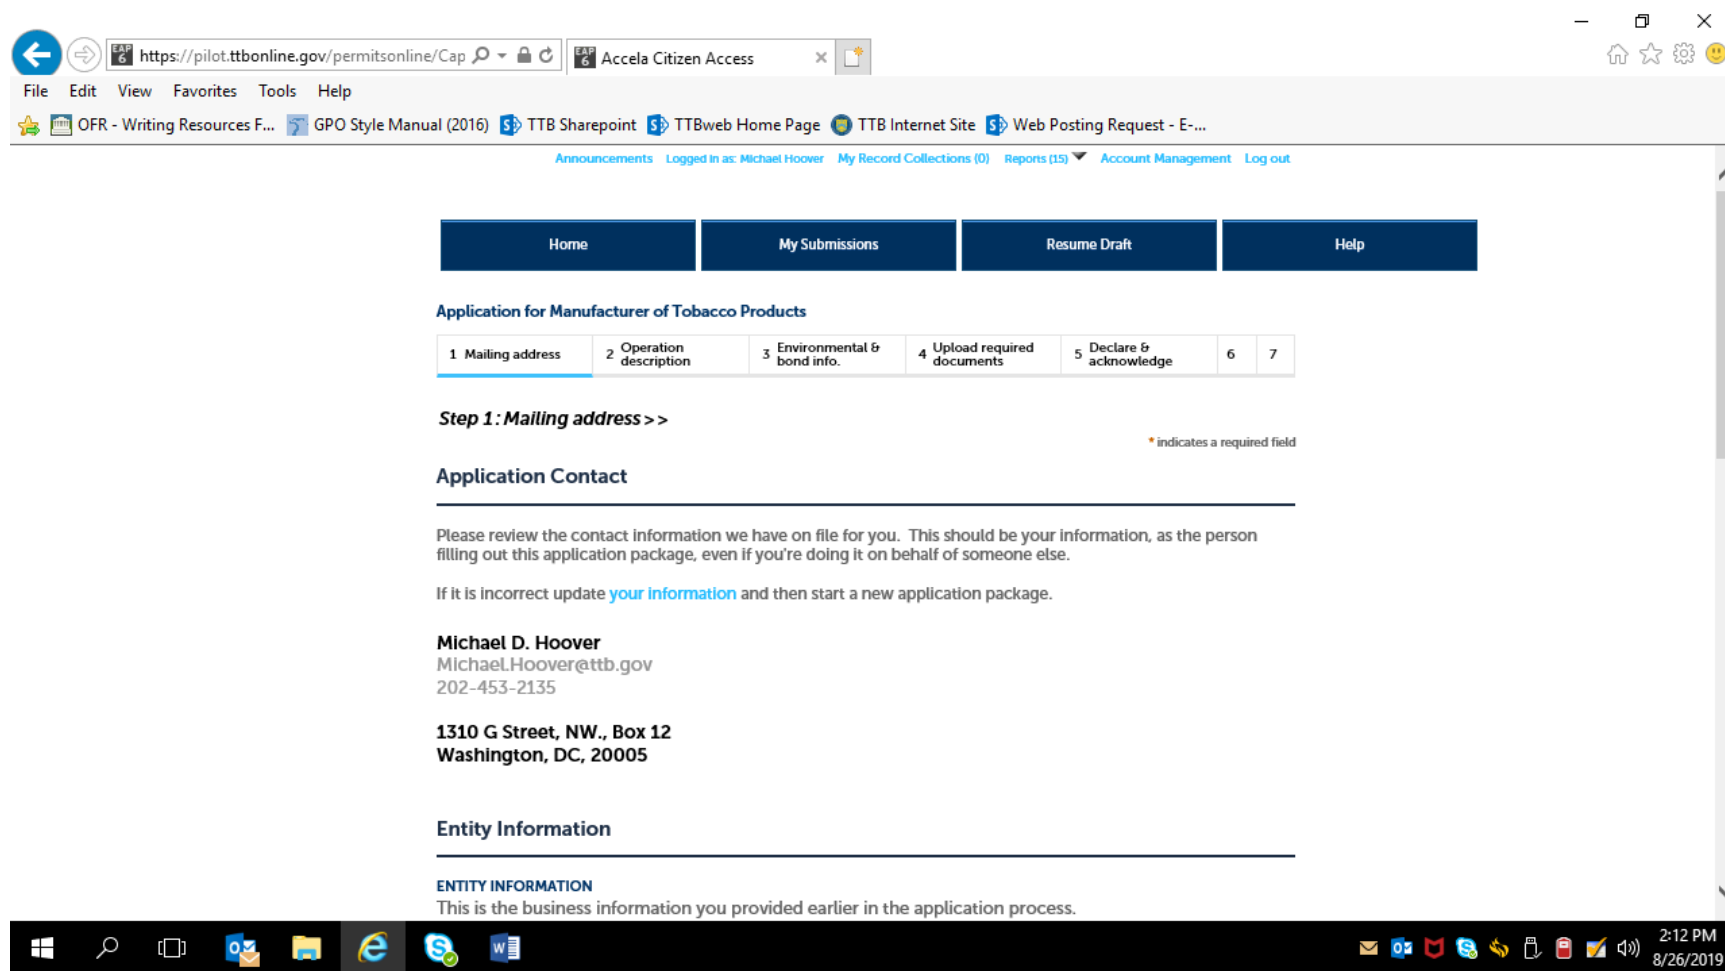 https://pilot.ttbonline.gov/permitsonline/Cap
Accela Citizen Access
File Edit View Favorites Tools Help
OFR - Writing Resources F... GPO Style Manual (2016) TTB Sharepoint TTBweb Home Page TTB Internet Site Web Posting Request - E-...
Announcements Logged in as: Michael Hoover My Record Collections (0) Reports (15) Account Management Log out
Home My Submissions Resume Draft Help
Application for Manufacturer of Tobacco Products
1 Mailing address 2 Operation description 3 Environmental & bond info. 4 Upload required documents 5 Declare & acknowledge 6 7
Step 1: Mailing address>>
* indicates a required field
Application Contact
Please review the contact information we have on file for you. This should be your information, as the person
filling out this application package, even if you're doing it on behalf of someone else.
If it is incorrect update your information and then start a new application package.
Michael D. Hoover
Michael.Hoover@ttb.gov
202-453-2135
1310 G Street, NW., Box 12
Washington, DC, 20005
Entity Information
ENTITY INFORMATION
This is the business information you provided earlier in the application process.
2:12 PM
8/26/2019